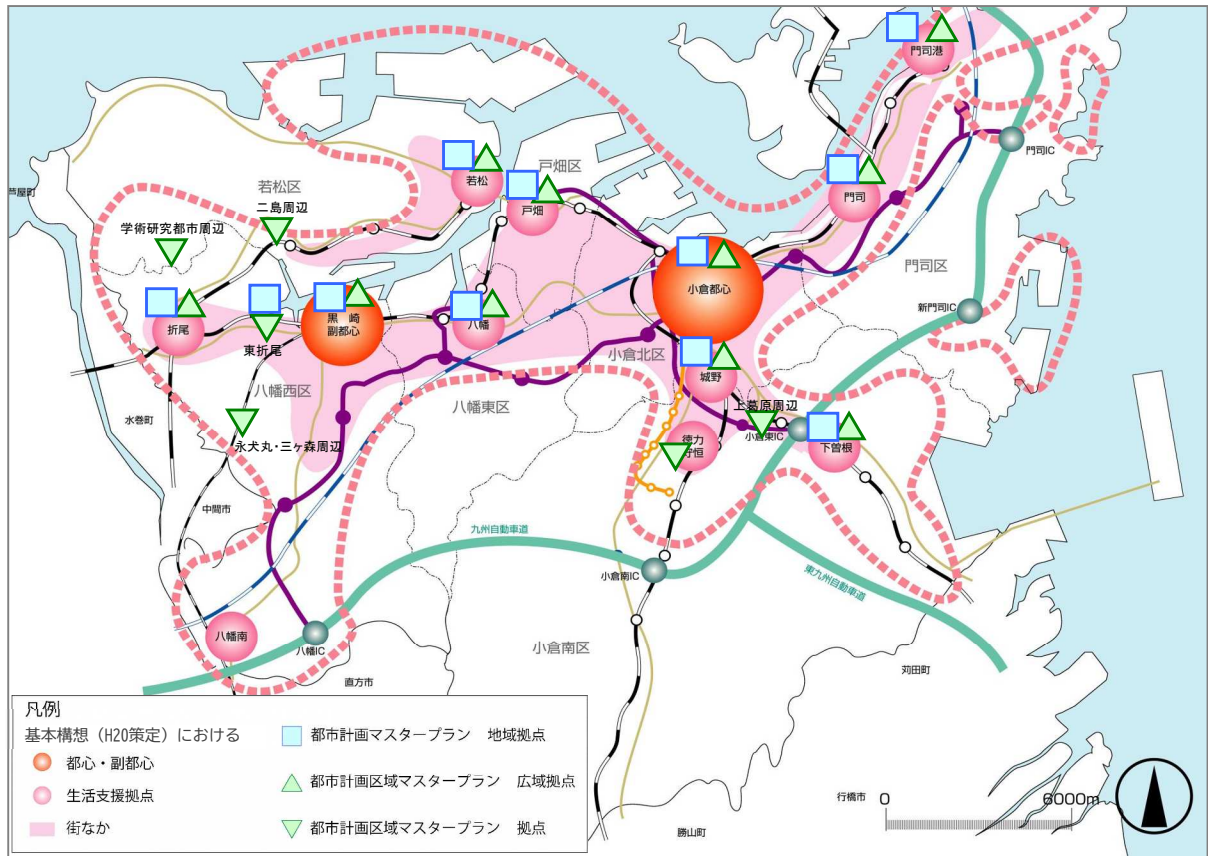 門司港
芦屋町
若松区
若松
戸畑区
戸畑
門司
門司IC
学術研究都市周辺
二島周辺
門司区
小倉都心
新門司IC
折尾
東折尾
黒 崎
副都心
八幡
小倉北区
城野
八幡西区
八幡東区
水巻町
永犬丸・三ヶ森周辺
上葛原周辺
小倉東IC
下曽根
徳力
守恒
中間市
九州自動車道
小倉南IC
東九州自動車道
八幡南
八幡IC
小倉南区
直方市
苅田町
行橋市
勝山町
0
6000m
凡例
基本構想(H20策定)における
都心・副都心
生活支援拠点
街なか
都市計画マスタープラン 地域拠点
都市計画区域マスタープラン 広域拠点
都市計画区域マスタープラン 拠点